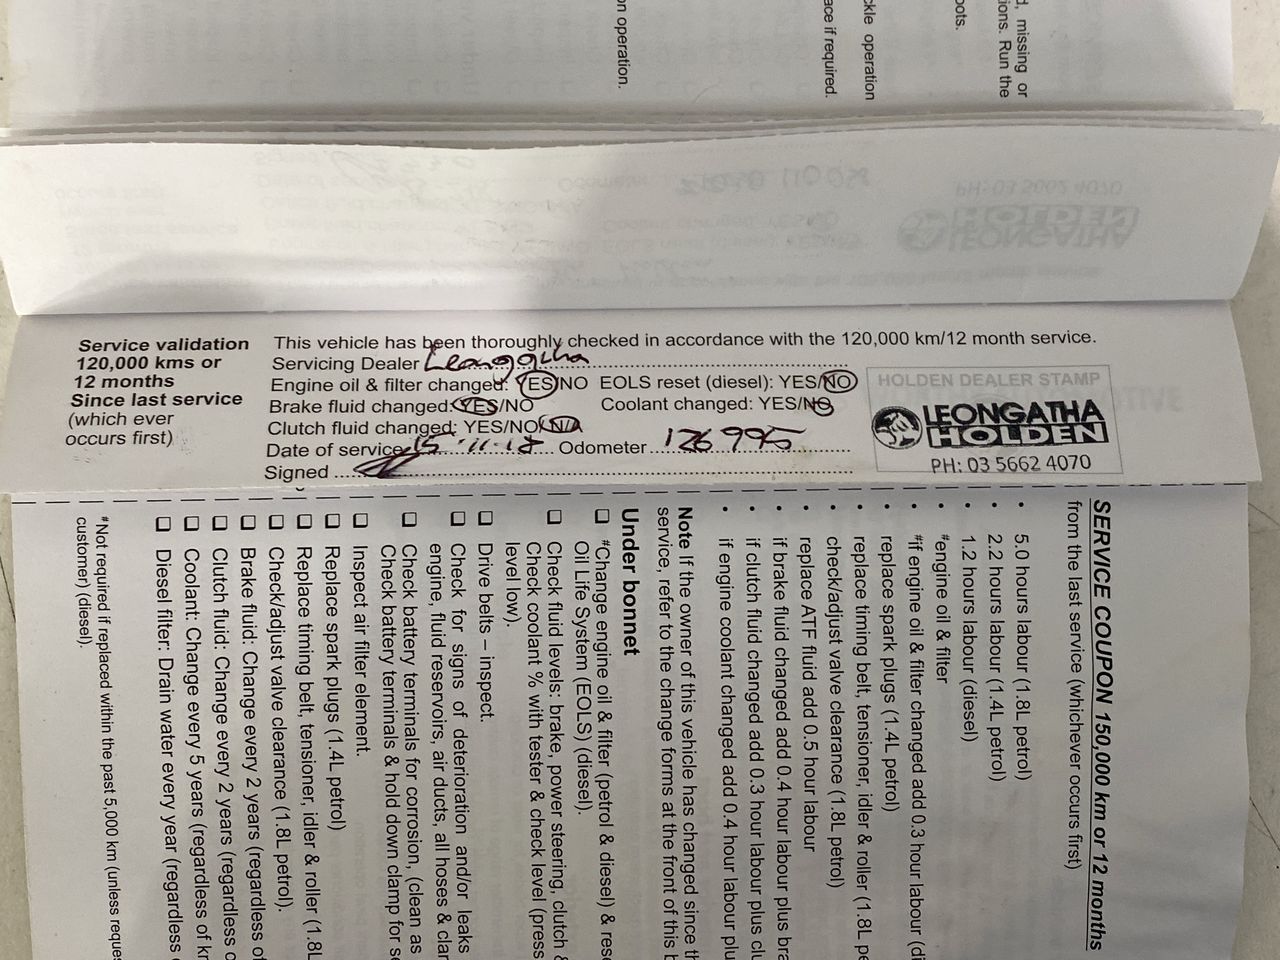 d, missing or
ions. Run the
oots.
ckle operation
ace if required.
on operation.
PH: 03 5662 4070
LEONGATHA
HOLDEN
Service validation
120,000 kms or
12 months
Since last service
(which ever
occurs first)
This vehicle has been thoroughly checked in accordance with the 120,000 km/12 month service.
Servicing Dealer Leongatha
Engine oil & filter changed: YES/NO EOLS reset (diesel): YES/NO
Brake fluid changed: YES/NO Coolant changed: YES/NO
Clutch fluid changed: YES/NO N/A
Date of service 15.11.18 Odometer 126995
Signed
HOLDEN DEALER STAMP
LEONGATHA
HOLDEN
PH: 03 5662 4070
SERVICE COUPON 150,000 km or 12 months
from the last service (whichever occurs first)
• 5.0 hours labour (1.8L petrol)
• 2.2 hours labour (1.4L petrol)
• 1.2 hours labour (diesel)
• #engine oil & filter
• #if engine oil & filter changed add 0.3 hour labour (di
• replace spark plugs (1.4L petrol)
• replace timing belt, tensioner, idler & roller (1.8L pe
• check/adjust valve clearance (1.8L petrol)
• replace ATF fluid add 0.5 hour labour
• if brake fluid changed add 0.4 hour labour plus bra
• if clutch fluid changed add 0.3 hour labour plus clu
• if engine coolant changed add 0.4 hour labour plu
Note If the owner of this vehicle has changed since th
service, refer to the change forms at the front of this b
Under bonnet
❑ #Change engine oil & filter (petrol & diesel) & rese
Oil Life System (EOLS) (diesel).
❑ Check fluid levels: brake, power steering, clutch &
Check coolant % with tester & check level (press
level low).
❑ Drive belts – inspect.
❑ Check for signs of deterioration and/or leaks
engine, fluid reservoirs, air ducts, all hoses & clar
❑ Check battery terminals for corrosion, (clean as
Check battery terminals & hold down clamp for se
❑ Inspect air filter element.
❑ Replace spark plugs (1.4L petrol)
❑ Replace timing belt, tensioner, idler & roller (1.8L
❑ Check/adjust valve clearance (1.8L petrol).
❑ Brake fluid: Change every 2 years (regardless of
❑ Clutch fluid: Change every 2 years (regardless o
❑ Coolant: Change every 5 years (regardless of kr
❑ Diesel filter: Drain water every year (regardless o
#Not required if replaced within the past 5,000 km (unless reques
customer) (diesel).